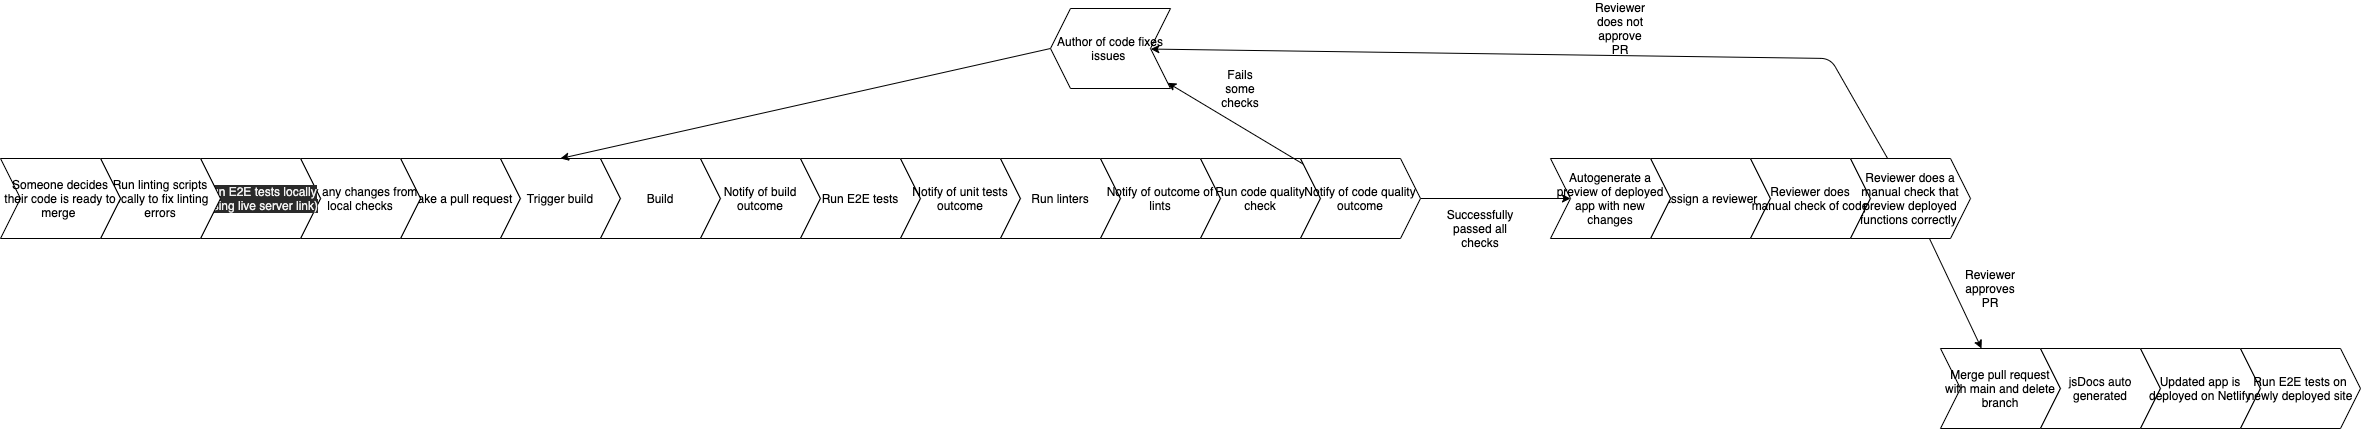 Reviewer
does not
approve
PR
Author of code fixes
issues
Fails
some
checks
Someone decides
their code is ready to
merge
Run linting scripts
cally to fix linting
errors
n E2E tests locally
ing live server link)
any changes from
local checks
ake a pull request
Trigger build
Build
Notify of build
outcome
Run E2E tests
Notify of unit tests
outcome
Run linters
Notify of outcome of
lints
Run code quality
check
Notify of code quality
outcome
Successfully
passed all
checks
Autogenerate a
preview of deployed
app with new
changes
ssign a reviewer
Reviewer does
manual check of code
Reviewer does a
manual check that
preview deployed
functions correctly
Reviewer
approves
PR
Merge pull request
with main and delete
branch
jsDocs auto
generated
Updated app is
deployed on Netlify
Run E2E tests on
newly deployed site